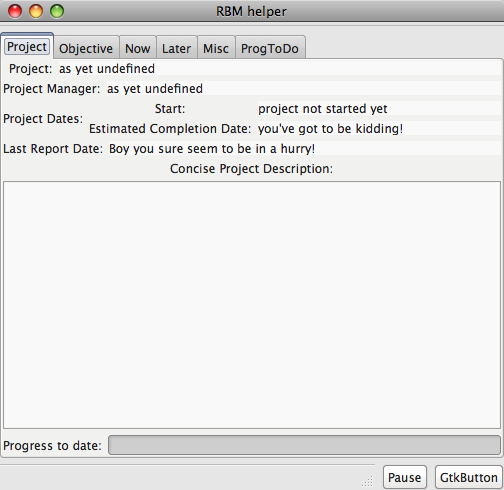 RBM helper
Project Objective Now Later Misc ProgToDo
Project: as yet undefined
Project Manager: as yet undefined
Project Dates:
Start: project not started yet
Estimated Completion Date: you've got to be kidding!
Last Report Date: Boy you sure seem to be in a hurry!
Concise Project Description:
Progress to date:
Pause GtkButton